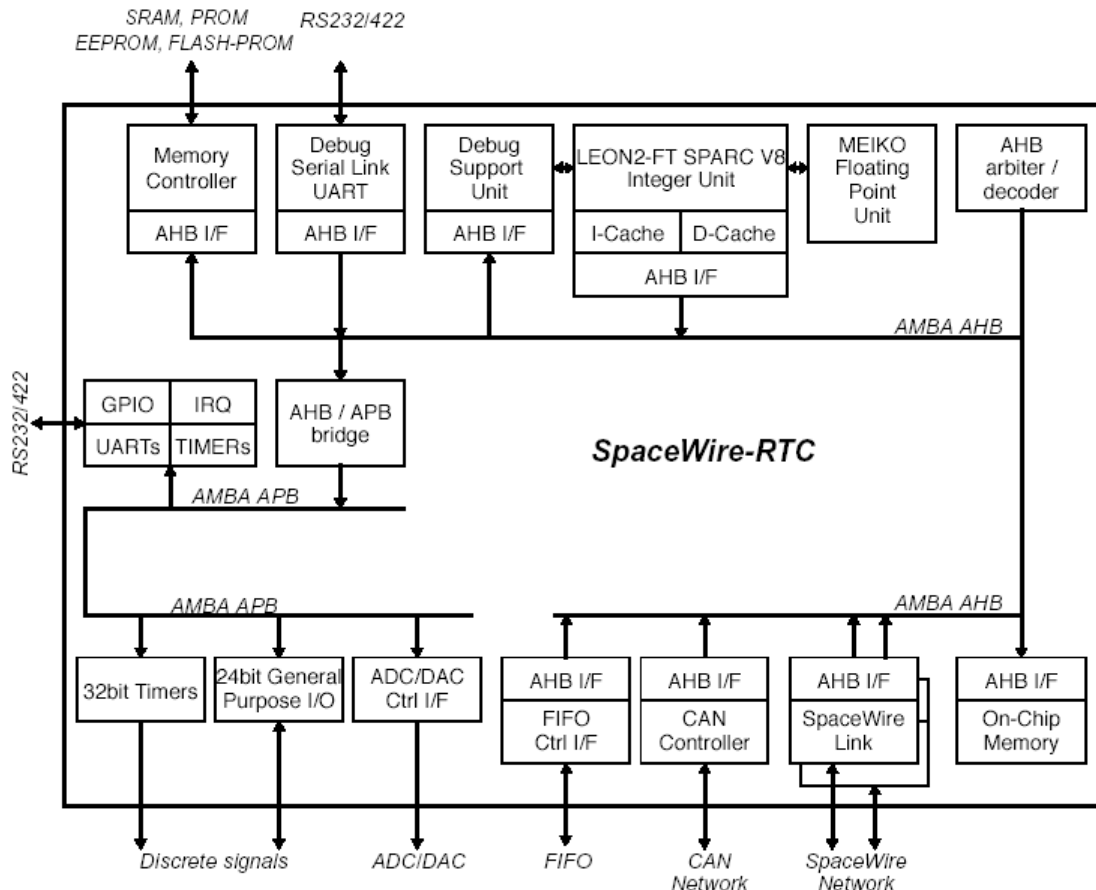 SRAM, PROM
EEPROM, FLASH-PROM
RS232/422
Memory
Controller
AHB I/F
Debug
Serial Link
UART
AHB I/F
Debug
Support
Unit
AHB I/F
LEON2-FT SPARC V8
Integer Unit
I-Cache
D-Cache
AHB I/F
MEIKO
Floating
Point
Unit
AHB
arbiter /
decoder
AMBA AHB
RS232/422
GPIO
IRQ
UARTs
TIMERs
AHB / APB
bridge
SpaceWire-RTC
AMBA APB
AMBA APB
AMBA AHB
32bit Timers
24bit General
Purpose I/O
ADC/DAC
Ctrl I/F
AHB I/F
FIFO
Ctrl I/F
AHB I/F
CAN
Controller
AHB I/F
SpaceWire
Link
AHB I/F
On-Chip
Memory
Discrete signals
ADC/DAC
FIFO
CAN
Network
SpaceWire
Network